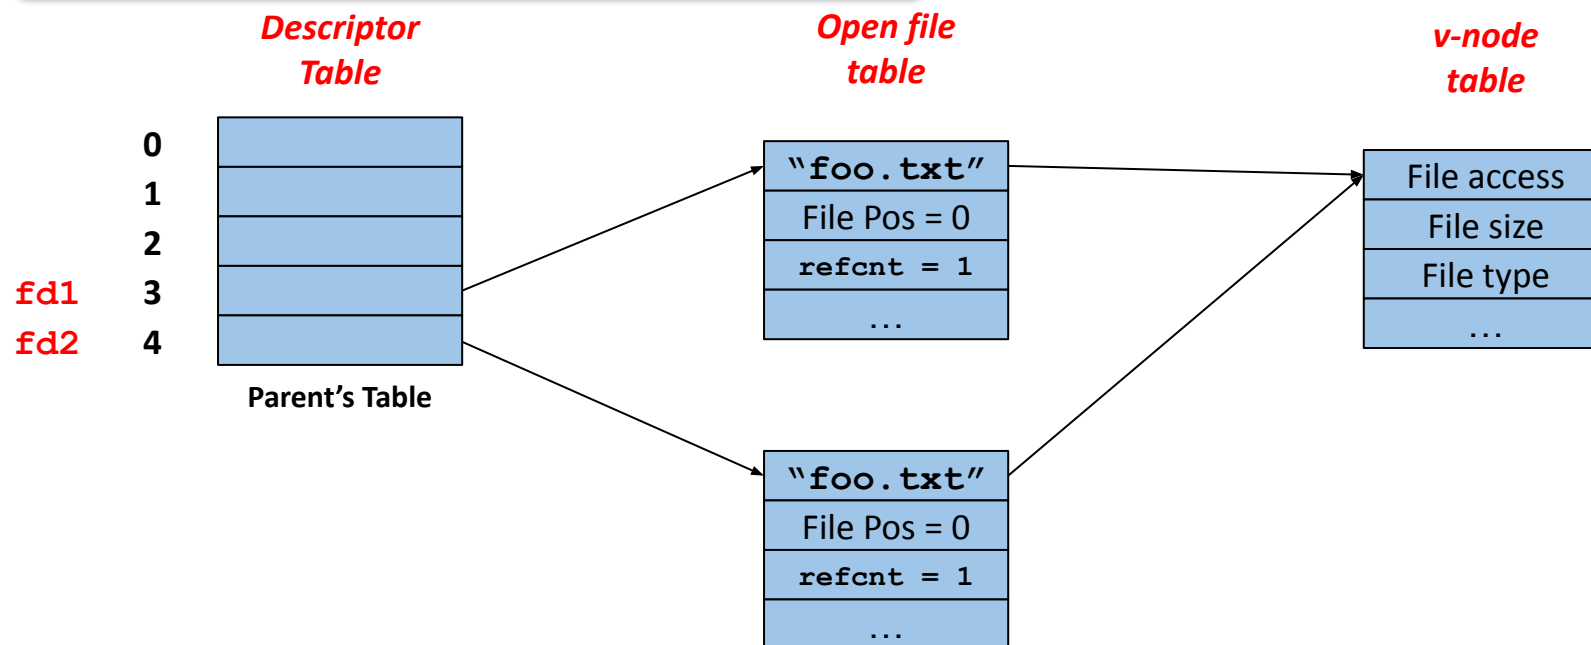 Descriptor
Table
Open file
table
v-node
table
0
1
2
fd1 3
fd2 4
Parent’s Table
“foo.txt”
File Pos = 0
refcnt = 1
...
“foo.txt”
File Pos = 0
refcnt = 1
...
File access
File size
File type
...